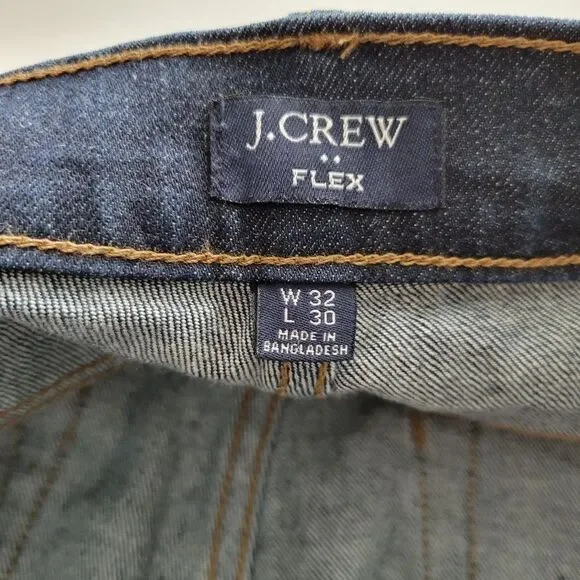 J.CREW
FLEX
W 32
L 30
MADE IN
BANGLADESH